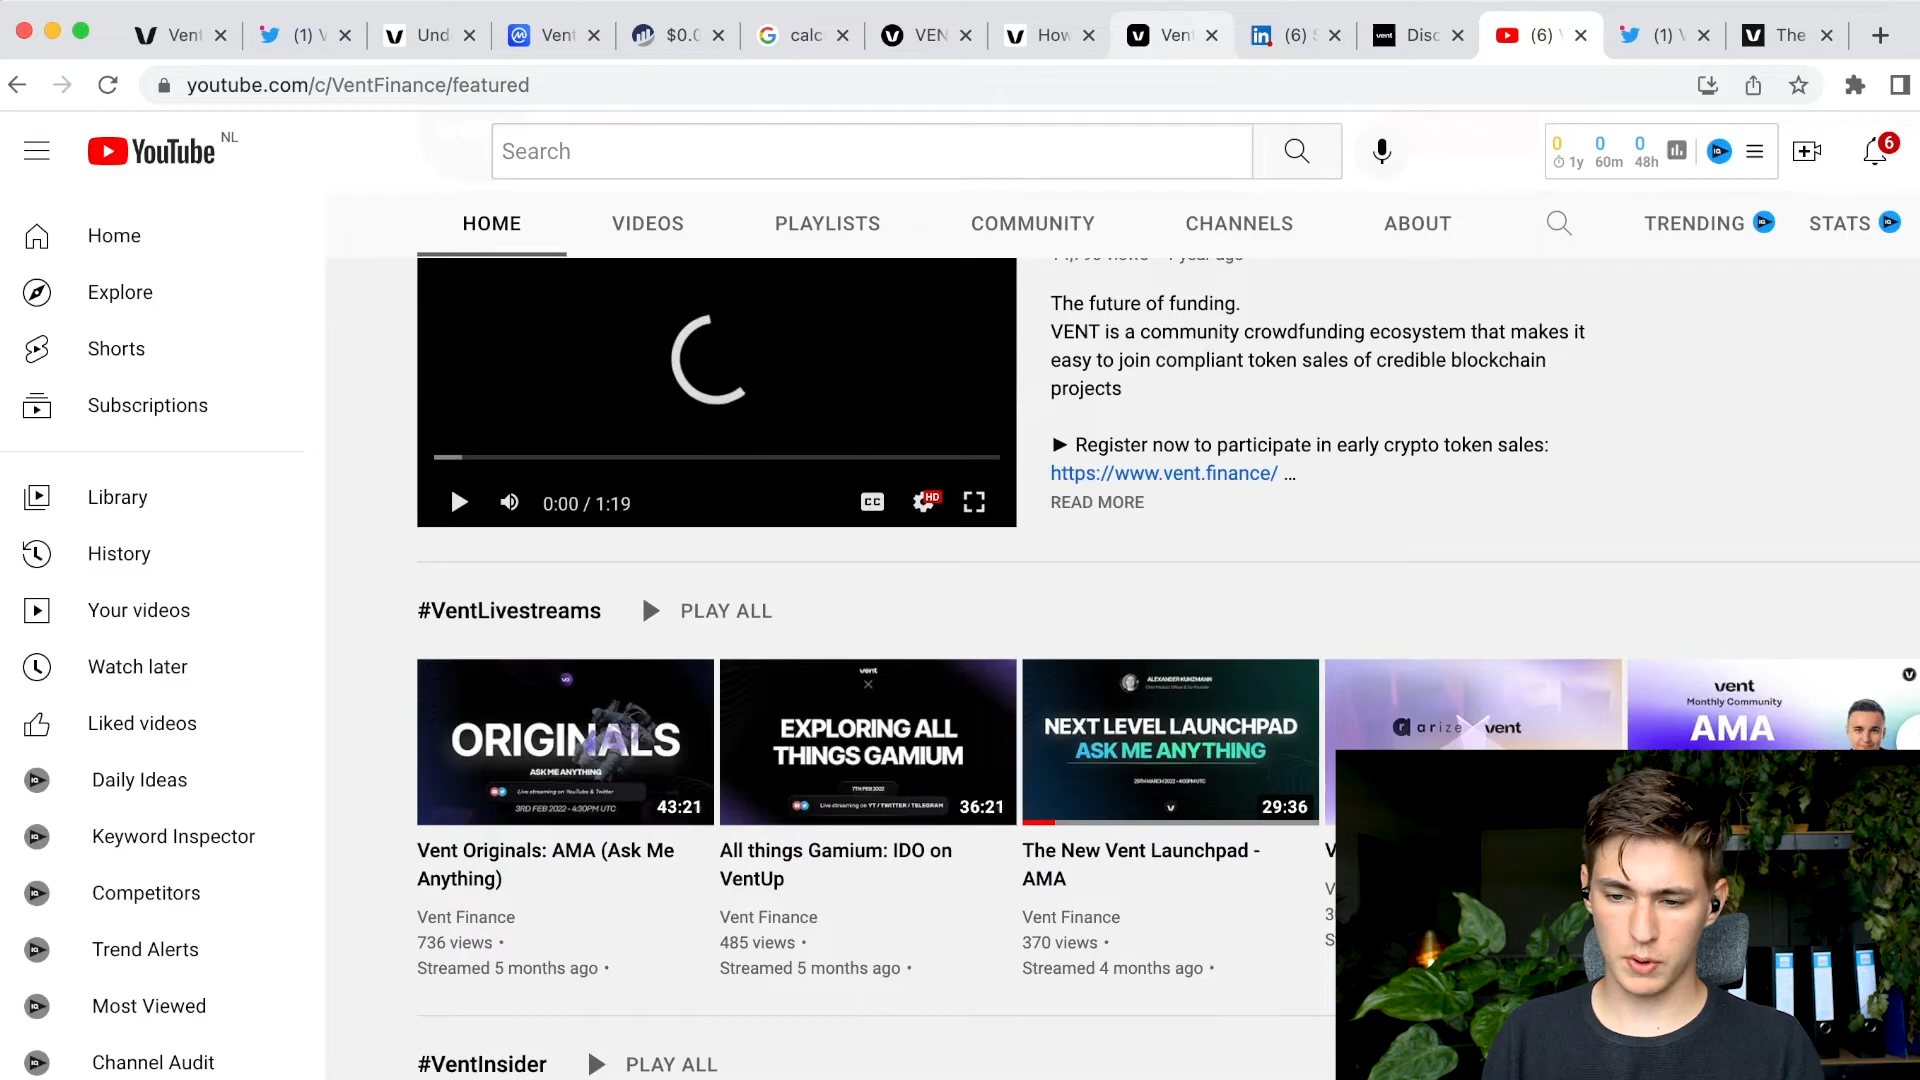 Vent
(1) V
Und
Vent
$0.0
calc
VEN
How
Vent
(6) S
Disc
(6) V
(1) V
The
youtube.com/c/VentFinance/featured
YouTube NL
Search
0 0 0
1y 60m 48h
6
HOME
VIDEOS
PLAYLISTS
COMMUNITY
CHANNELS
ABOUT
TRENDING
STATS
Home
Explore
Shorts
Subscriptions
Library
History
Your videos
Watch later
Liked videos
Daily Ideas
Keyword Inspector
Competitors
Trend Alerts
Most Viewed
Channel Audit
0:00 / 1:19
CC
HD
The future of funding.
VENT is a community crowdfunding ecosystem that makes it
easy to join compliant token sales of credible blockchain
projects
► Register now to participate in early crypto token sales:
https://www.vent.finance/ ...
READ MORE
#VentLivestreams
PLAY ALL
ORIGINALS
ASK ME ANYTHING
Live streaming on YouTube & Twitter
3RD FEB 2022 - 4:30PM UTC
43:21
Vent Originals: AMA (Ask Me
Anything)
Vent Finance
736 views •
Streamed 5 months ago •
vent
EXPLORING ALL
THINGS GAMIUM
7TH FEB 2022
Live streaming on YT / TWITTER / TELEGRAM
36:21
All things Gamium: IDO on
VentUp
Vent Finance
485 views •
Streamed 5 months ago •
ALEXANDER KUNZMANN
NEXT LEVEL LAUNCHPAD
ASK ME ANYTHING
29TH MARCH 2022 - 4:00PM UTC
29:36
The New Vent Launchpad -
AMA
Vent Finance
370 views •
Streamed 4 months ago •
arize vent
V
V
3
S
vent
Monthly Community
AMA
#VentInsider
PLAY ALL